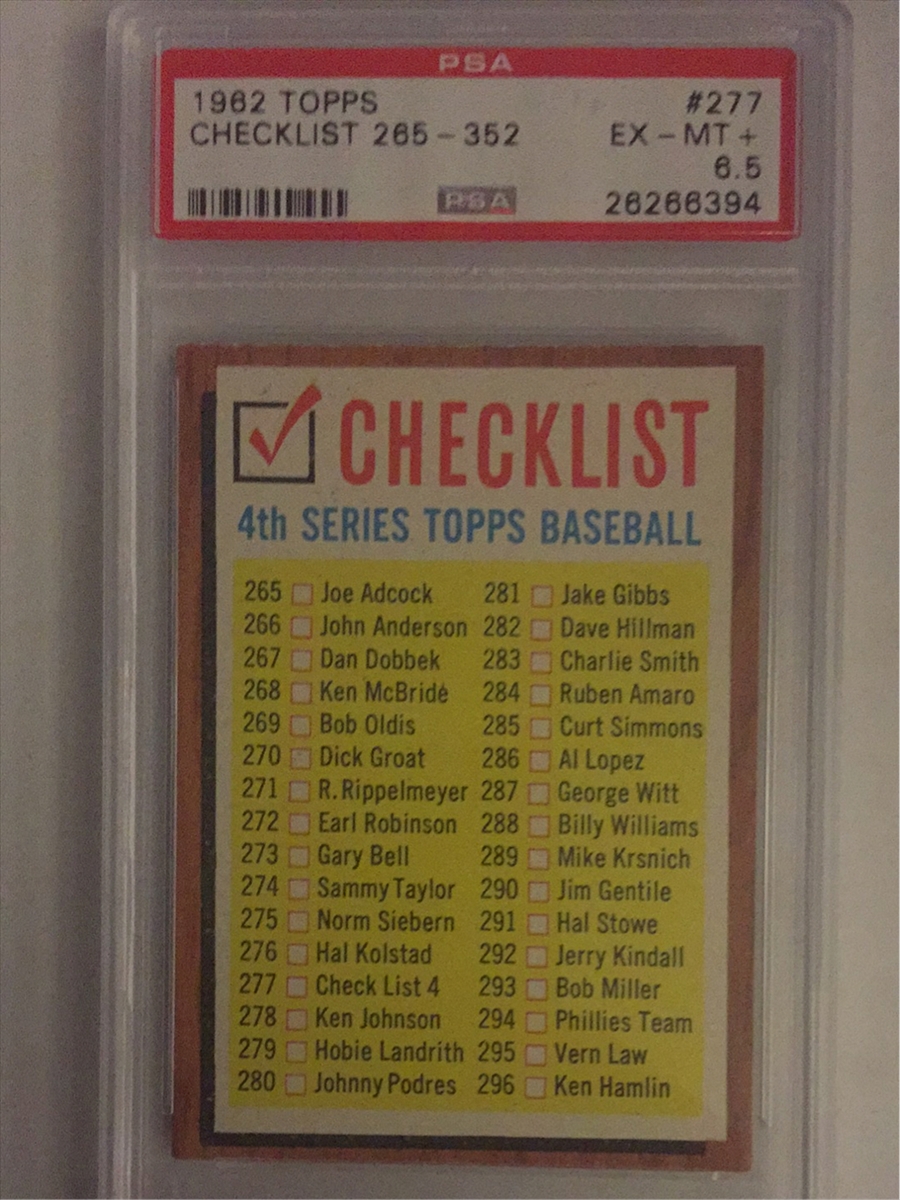 PSA
1962 TOPPS #277
CHECKLIST 265-352 EX-MT+
6.5
PSA 26266394
CHECKLIST
4th SERIES TOPPS BASEBALL
265 Joe Adcock 281 Jake Gibbs
266 John Anderson 282 Dave Hillman
267 Dan Dobbek 283 Charlie Smith
268 Ken McBride 284 Ruben Amaro
269 Bob Oldis 285 Curt Simmons
270 Dick Groat 286 Al Lopez
271 R. Rippelmeyer 287 George Witt
272 Earl Robinson 288 Billy Williams
273 Gary Bell 289 Mike Krsnich
274 Sammy Taylor 290 Jim Gentile
275 Norm Siebern 291 Hal Stowe
276 Hal Kolstad 292 Jerry Kindall
277 Check List 4 293 Bob Miller
278 Ken Johnson 294 Phillies Team
279 Hobie Landrith 295 Vern Law
280 Johnny Podres 296 Ken Hamlin